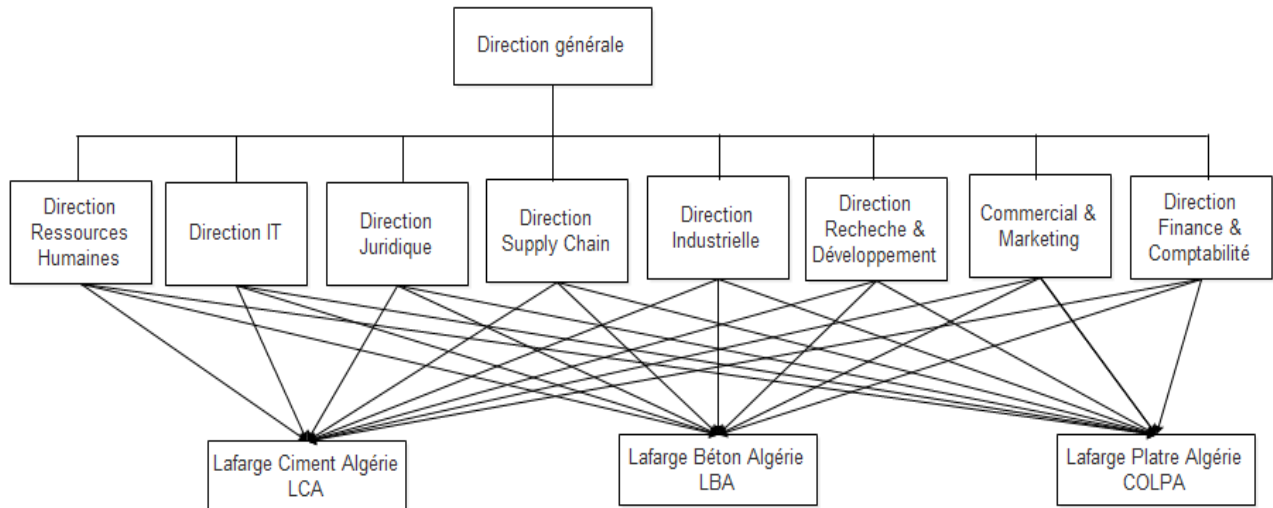 Direction générale
Direction
Ressources
Humaines
Direction IT
Direction
Juridique
Direction
Supply Chain
Direction
Industrielle
Direction
Recheche &
Développement
Commercial &
Marketing
Direction
Finance &
Comptabilité
Lafarge Ciment Algérie
LCA
Lafarge Béton Algérie
LBA
Lafarge Platre Algérie
COLPA